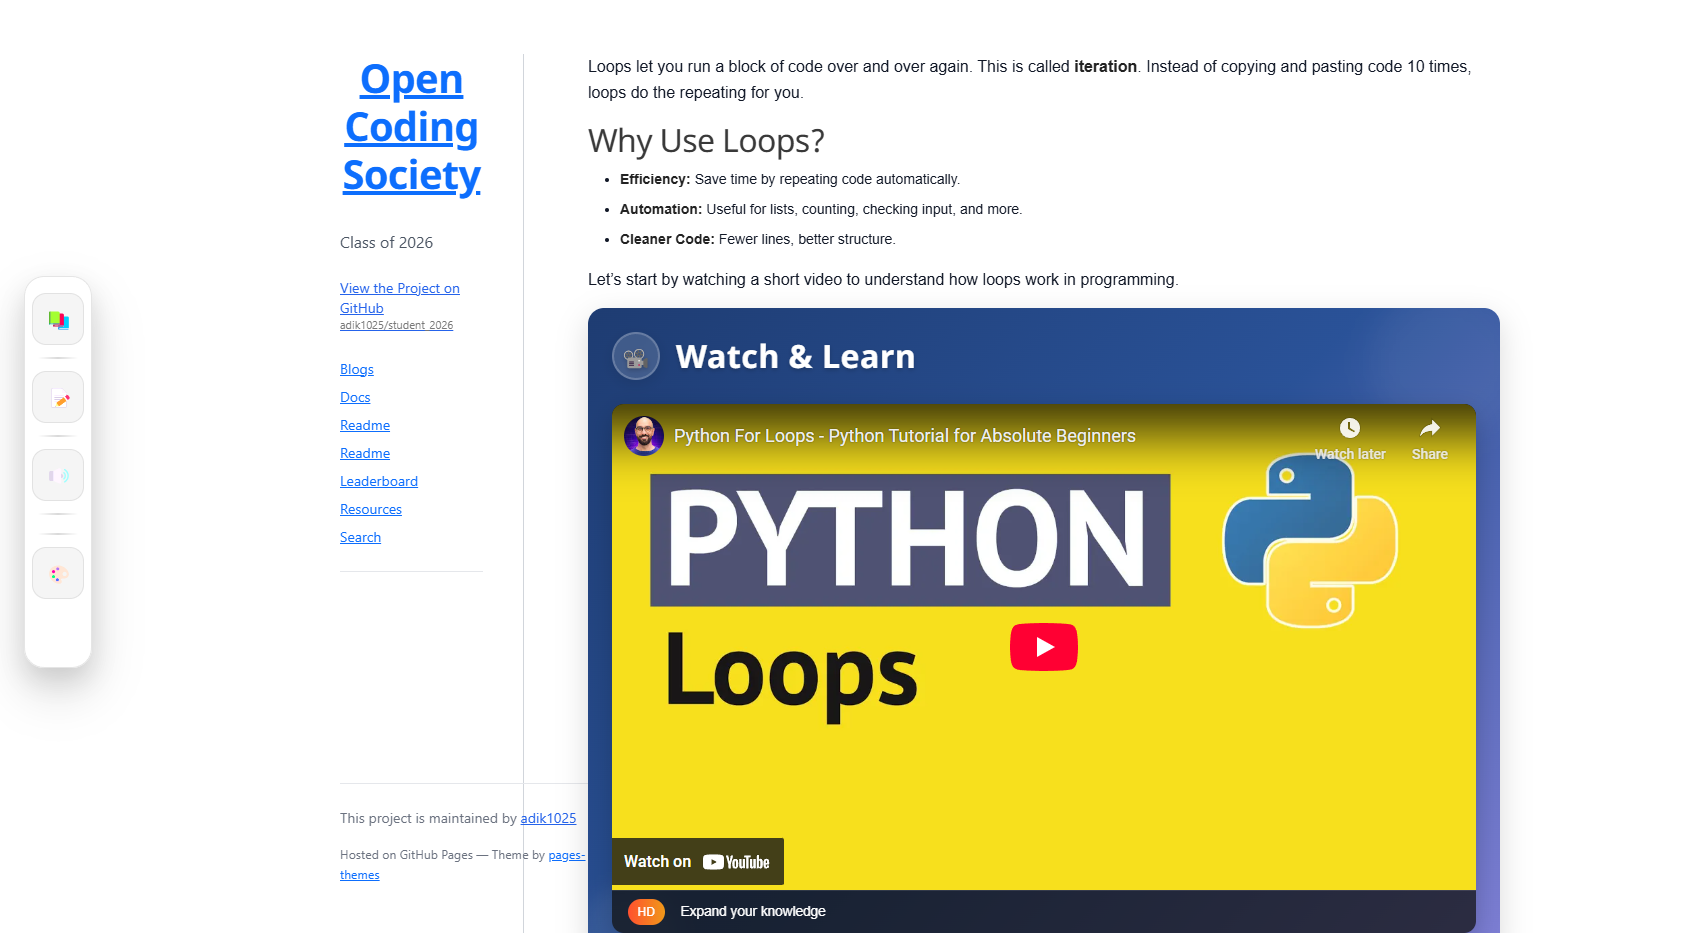 Open
Coding
Society
Class of 2026
View the Project on
GitHub
adik1025/student_2026
Blogs
Docs
Readme
Readme
Leaderboard
Resources
Search
This project is maintained by adik1025
Hosted on GitHub Pages — Theme by pages-
themes
Loops let you run a block of code over and over again. This is called iteration. Instead of copying and pasting code 10 times,
loops do the repeating for you.
Why Use Loops?
• Efficiency: Save time by repeating code automatically.
• Automation: Useful for lists, counting, checking input, and more.
• Cleaner Code: Fewer lines, better structure.
Let’s start by watching a short video to understand how loops work in programming.
Watch & Learn
Python For Loops - Python Tutorial for Absolute Beginners
Watch later
Share
PYTHON
Loops
Watch on YouTube
HD Expand your knowledge